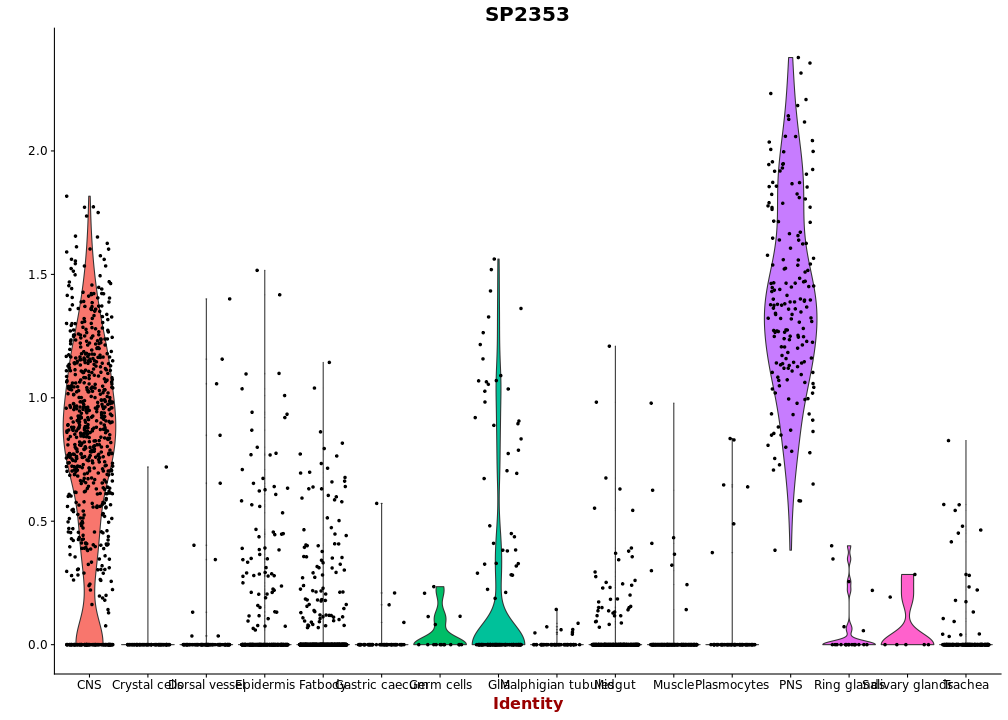 SP2353
2.0
1.5
1.0
0.5
0.0
CNS Crystal cells Dorsal vessel Epidermis Fatbody Gastric caecum Germ cells Glia Malphigian tubules Midgut Muscle Plasmocytes PNS Ring glands Salivary glands Trachea
Identity